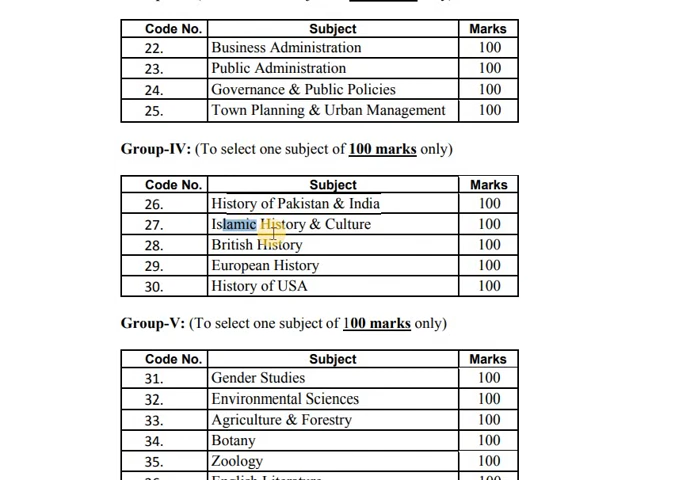 Code No. Subject Marks
22. Business Administration 100
23. Public Administration 100
24. Governance & Public Policies 100
25. Town Planning & Urban Management 100
Group-IV: (To select one subject of 100 marks only)
Code No. Subject Marks
26. History of Pakistan & India 100
27. Islamic History & Culture 100
28. British History 100
29. European History 100
30. History of USA 100
Group-V: (To select one subject of 100 marks only)
Code No. Subject Marks
31. Gender Studies 100
32. Environmental Sciences 100
33. Agriculture & Forestry 100
34. Botany 100
35. Zoology 100